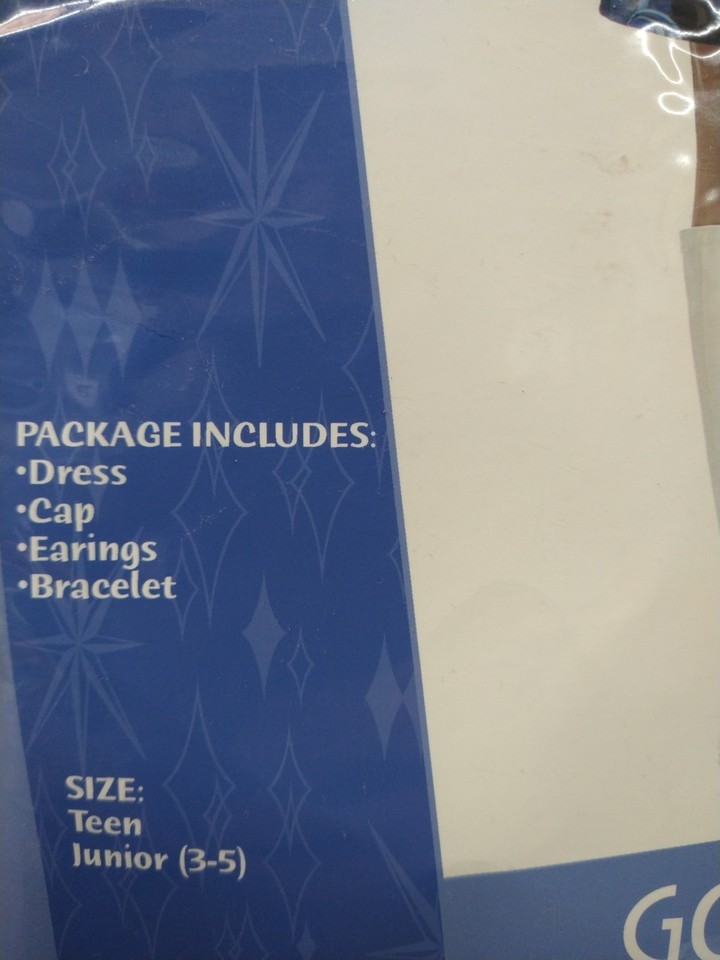 PACKAGE INCLUDES:
•Dress
•Cap
•Earings
•Bracelet
SIZE:
Teen
Junior (3-5)